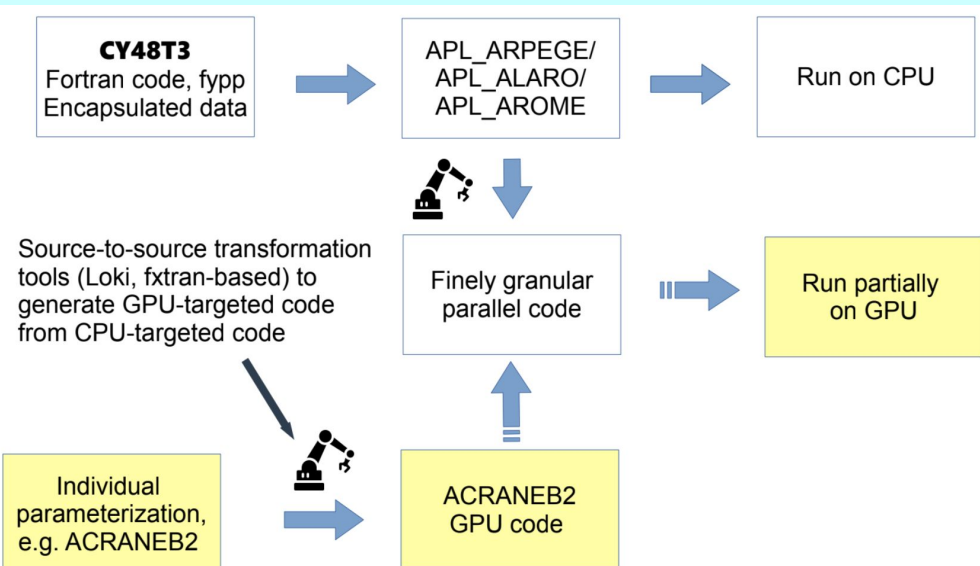 CY48T3
Fortran code, fypp
Encapsulated data
APL_ARPEGE/
APL_ALARO/
APL_AROME
Run on CPU
Source-to-source transformation
tools (Loki, fxtran-based) to
generate GPU-targeted code
from CPU-targeted code
Finely granular
parallel code
Run partially
on GPU
Individual
parameterization,
e.g. ACRANEB2
ACRANEB2
GPU code